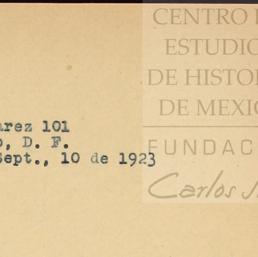 CENTRO
ESTUDIO
DE HISTO
DE MEXIC
FUNDAC
Carlos
arez 101
, D. F.
Sept., 10 de 1923